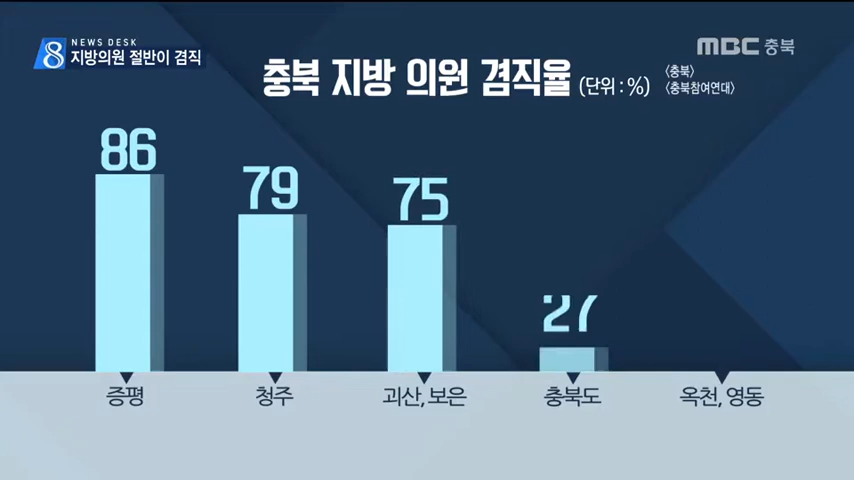 NEWS DESK
8 지방의원 절반이 겸직
MBC 충북
충북 지방 의원 겸직율 (단위 : %)
〈충북〉
〈충북참여연대〉
86
79
75
27
증평
청주
괴산, 보은
충북도
옥천, 영동